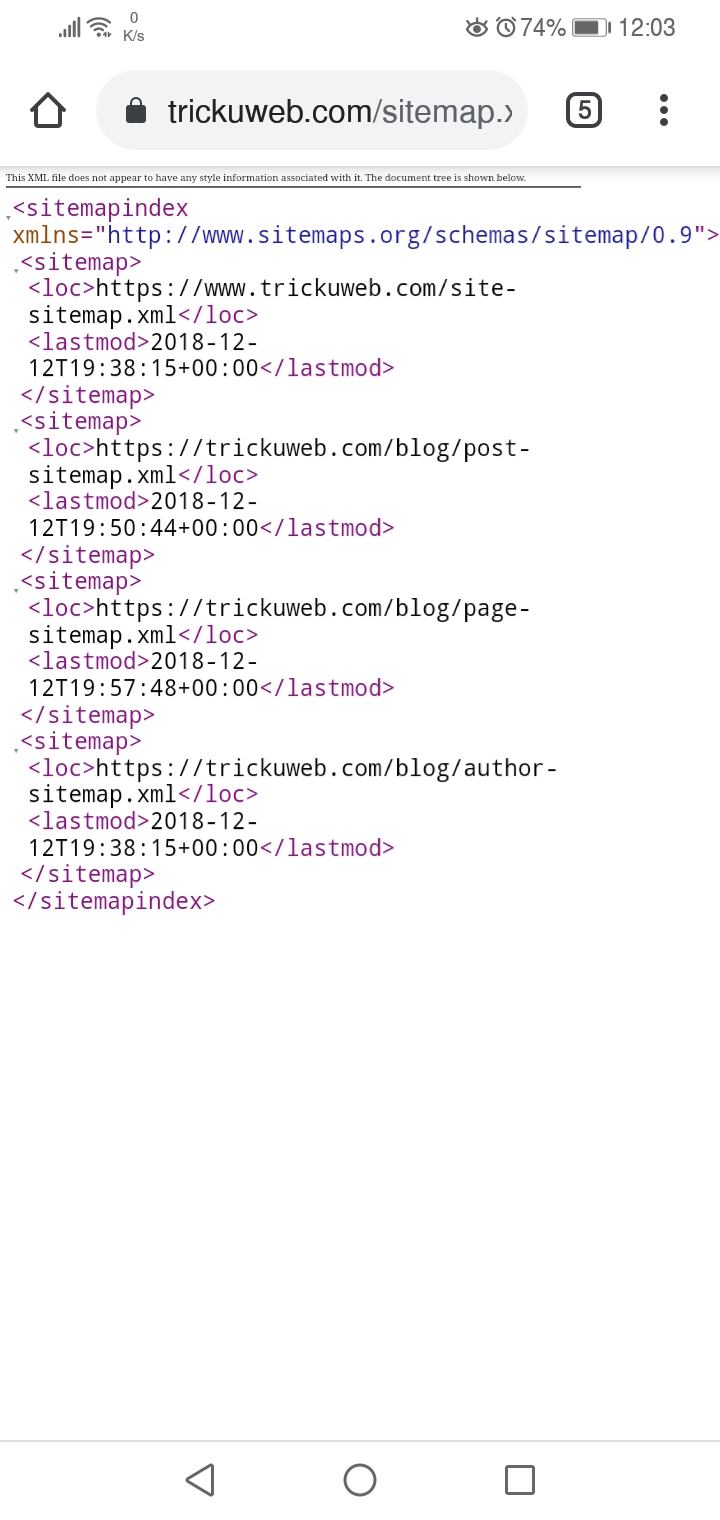 0
K/s
74%
12:03
trickuweb.com/sitemap.x
5
This XML file does not appear to have any style information associated with it. The document tree is shown below.
<sitemapindex
xmlns="http://www.sitemaps.org/schemas/sitemap/0.9">
<sitemap>
<loc>https://www.trickuweb.com/site-
sitemap.xml</loc>
<lastmod>2018-12-
12T19:38:15+00:00</lastmod>
</sitemap>
<sitemap>
<loc>https://trickuweb.com/blog/post-
sitemap.xml</loc>
<lastmod>2018-12-
12T19:50:44+00:00</lastmod>
</sitemap>
<sitemap>
<loc>https://trickuweb.com/blog/page-
sitemap.xml</loc>
<lastmod>2018-12-
12T19:57:48+00:00</lastmod>
</sitemap>
<sitemap>
<loc>https://trickuweb.com/blog/author-
sitemap.xml</loc>
<lastmod>2018-12-
12T19:38:15+00:00</lastmod>
</sitemap>
</sitemapindex>